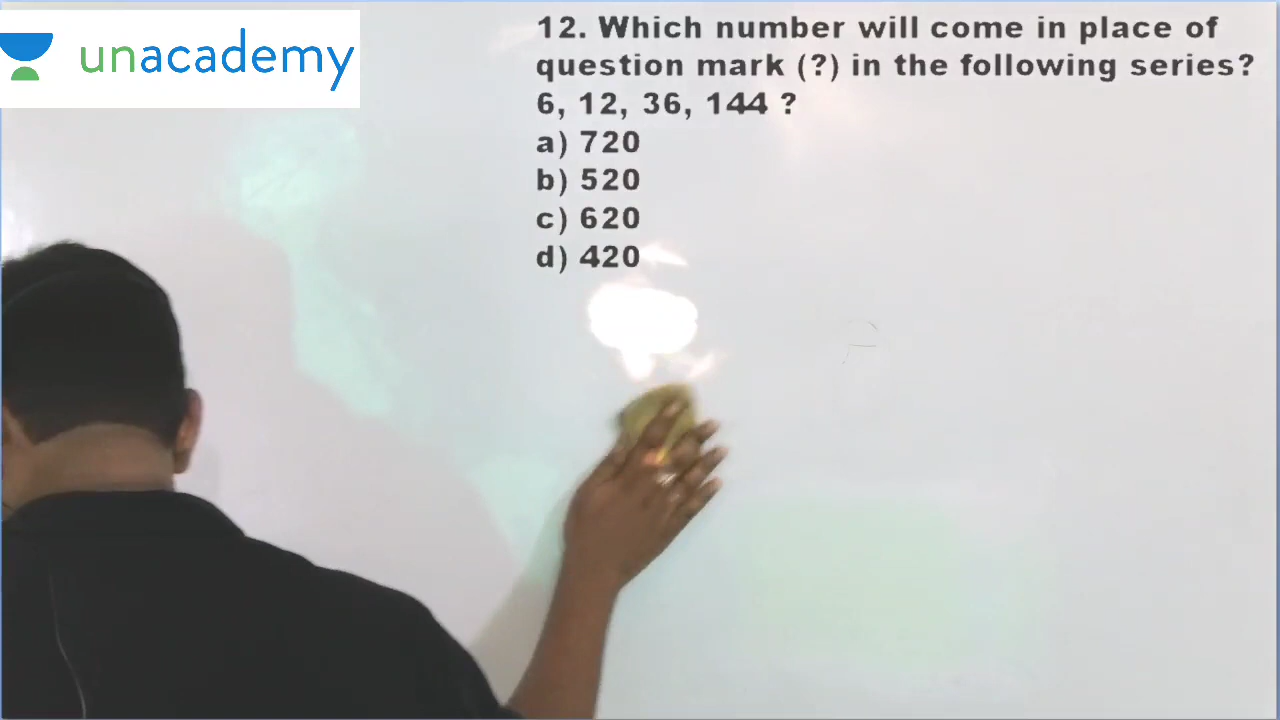 unacademy
12. Which number will come in place of
question mark (?) in the following series?
6, 12, 36, 144 ?
a) 720
b) 520
c) 620
d) 420